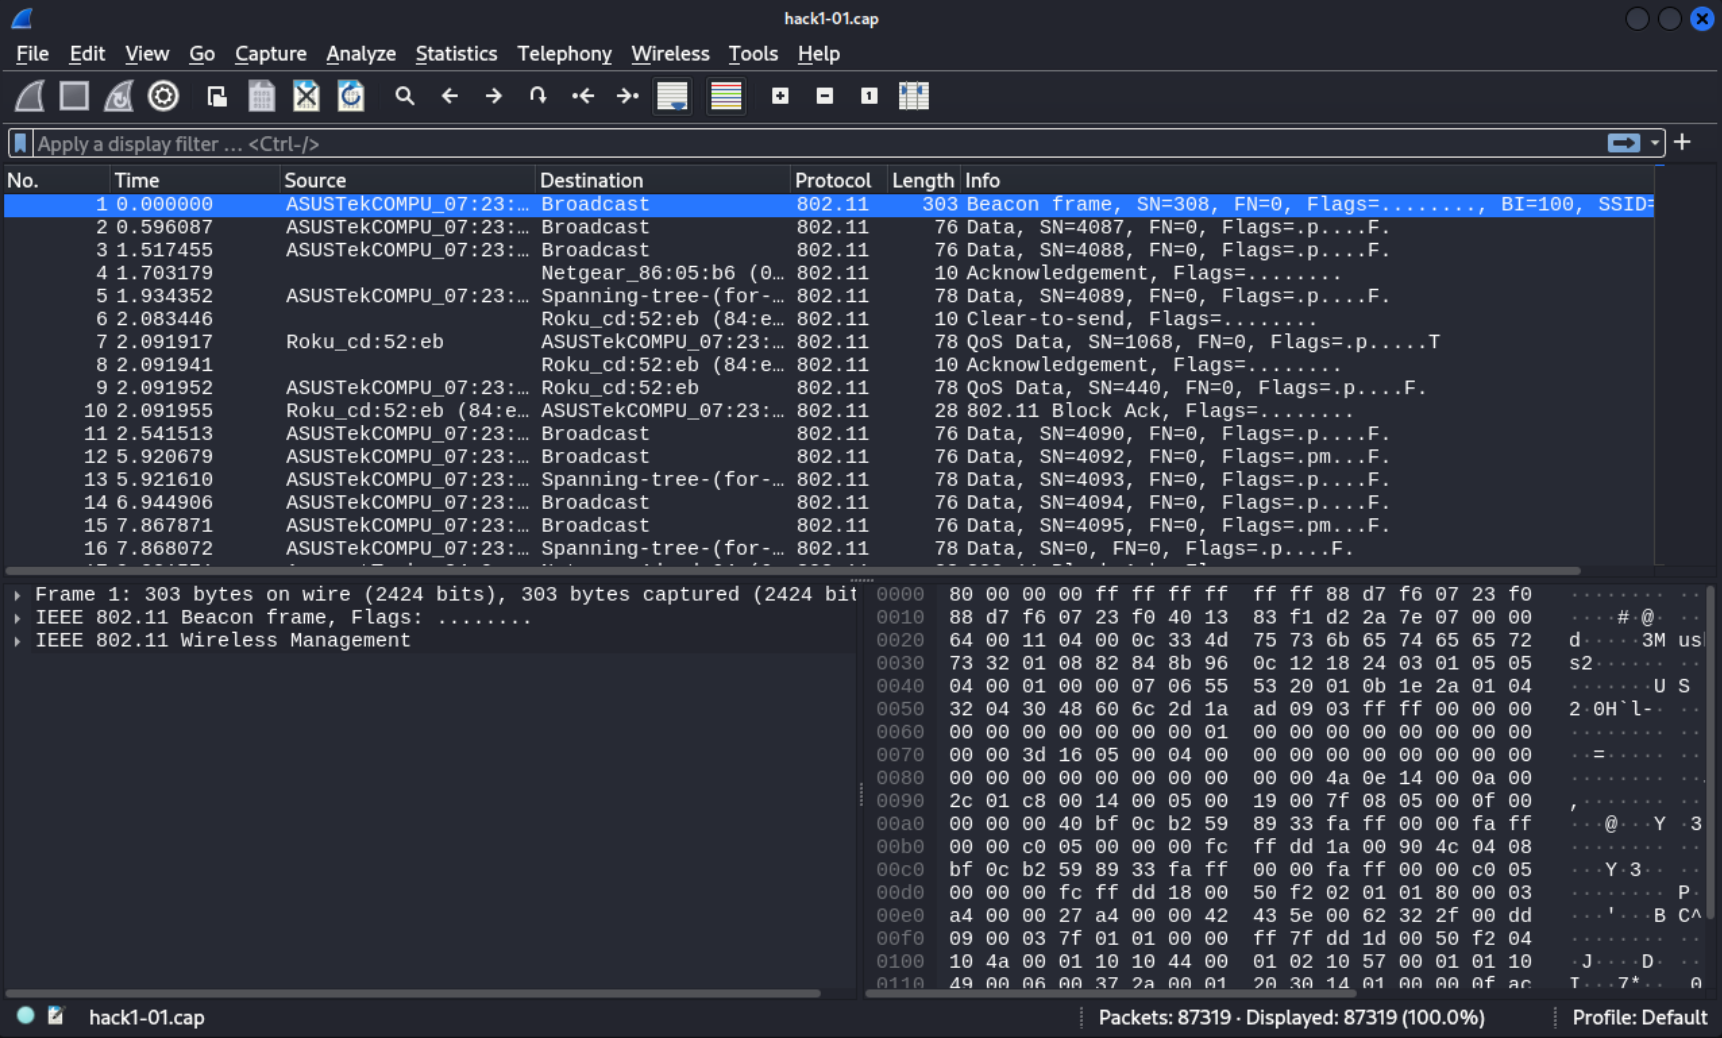 hack1-01.cap
File Edit View Go Capture Analyze Statistics Telephony Wireless Tools Help
Apply a display filter … <Ctrl-/>
No. Time Source Destination Protocol Length Info
1 0.000000 ASUSTekCOMPU_07:23:… Broadcast 802.11 303 Beacon frame, SN=308, FN=0, Flags=........, BI=100, SSID=
2 0.596087 ASUSTekCOMPU_07:23:… Broadcast 802.11 76 Data, SN=4087, FN=0, Flags=.p....F.
3 1.517455 ASUSTekCOMPU_07:23:… Broadcast 802.11 76 Data, SN=4088, FN=0, Flags=.p....F.
4 1.703179 Netgear_86:05:b6 (0… 802.11 10 Acknowledgement, Flags=........
5 1.934352 ASUSTekCOMPU_07:23:… Spanning-tree-(for-… 802.11 78 Data, SN=4089, FN=0, Flags=.p....F.
6 2.083446 Roku_cd:52:eb (84:e… 802.11 10 Clear-to-send, Flags=........
7 2.091917 Roku_cd:52:eb ASUSTekCOMPU_07:23:… 802.11 78 QoS Data, SN=1068, FN=0, Flags=.p.....T
8 2.091941 Roku_cd:52:eb (84:e… 802.11 10 Acknowledgement, Flags=........
9 2.091952 ASUSTekCOMPU_07:23:… Roku_cd:52:eb 802.11 78 QoS Data, SN=440, FN=0, Flags=.p....F.
10 2.091955 Roku_cd:52:eb (84:e… ASUSTekCOMPU_07:23:… 802.11 28 802.11 Block Ack, Flags=........
11 2.541513 ASUSTekCOMPU_07:23:… Broadcast 802.11 76 Data, SN=4090, FN=0, Flags=.p....F.
12 5.920679 ASUSTekCOMPU_07:23:… Broadcast 802.11 76 Data, SN=4092, FN=0, Flags=.pm...F.
13 5.921610 ASUSTekCOMPU_07:23:… Spanning-tree-(for-… 802.11 78 Data, SN=4093, FN=0, Flags=.p....F.
14 6.944906 ASUSTekCOMPU_07:23:… Broadcast 802.11 76 Data, SN=4094, FN=0, Flags=.p....F.
15 7.867871 ASUSTekCOMPU_07:23:… Broadcast 802.11 76 Data, SN=4095, FN=0, Flags=.pm...F.
16 7.868072 ASUSTekCOMPU_07:23:… Spanning-tree-(for-… 802.11 78 Data, SN=0, FN=0, Flags=.p....F.
Frame 1: 303 bytes on wire (2424 bits), 303 bytes captured (2424 bit
IEEE 802.11 Beacon frame, Flags: ........
IEEE 802.11 Wireless Management
0000 80 00 00 00 ff ff ff ff ff ff 88 d7 f6 07 23 f0 ········ ··
0010 88 d7 f6 07 23 f0 40 13 83 f1 d2 2a 7e 07 00 00 ····#·@· ··
0020 64 00 11 04 00 0c 33 4d 75 73 6b 65 74 65 65 72 d·····3M us
0030 73 32 01 08 82 84 8b 96 0c 12 18 24 03 01 05 05 s2······ ··
0040 04 00 01 00 00 07 06 55 53 20 01 0b 1e 2a 01 04 ·······U S
0050 32 04 30 48 60 6c 2d 1a ad 09 03 ff ff 00 00 00 2·0H`l-· ··
0060 00 00 00 00 00 00 00 01 00 00 00 00 00 00 00 00 ········ ··
0070 00 00 3d 16 05 00 04 00 00 00 00 00 00 00 00 00 ··=····· ··
0080 00 00 00 00 00 00 00 00 00 00 4a 0e 14 00 0a 00 ········ ··
0090 2c 01 c8 00 14 00 05 00 19 00 7f 08 05 00 0f 00 ,······· ··
00a0 00 00 00 40 bf 0c b2 59 89 33 fa ff 00 00 fa ff ···@···Y ·3
00b0 00 00 c0 05 00 00 00 fc ff dd 1a 00 90 4c 04 08 ········ ··
00c0 bf 0c b2 59 89 33 fa ff 00 00 fa ff 00 00 c0 05 ···Y·3·· ··
00d0 00 00 00 fc ff dd 18 00 50 f2 02 01 01 80 00 03 ········ P·
00e0 a4 00 00 27 a4 00 00 42 43 5e 00 62 32 2f 00 dd ···'···B C^
00f0 09 00 03 7f 01 01 00 00 ff 7f dd 1d 00 50 f2 04 ········ ··
0100 10 4a 00 01 10 10 44 00 01 02 10 57 00 01 01 10 ·J····D· ··
0110 49 00 06 00 37 2a 00 01 20 30 14 01 00 00 0f ac I···7*·· 0
hack1-01.cap
Packets: 87319 · Displayed: 87319 (100.0%)
Profile: Default